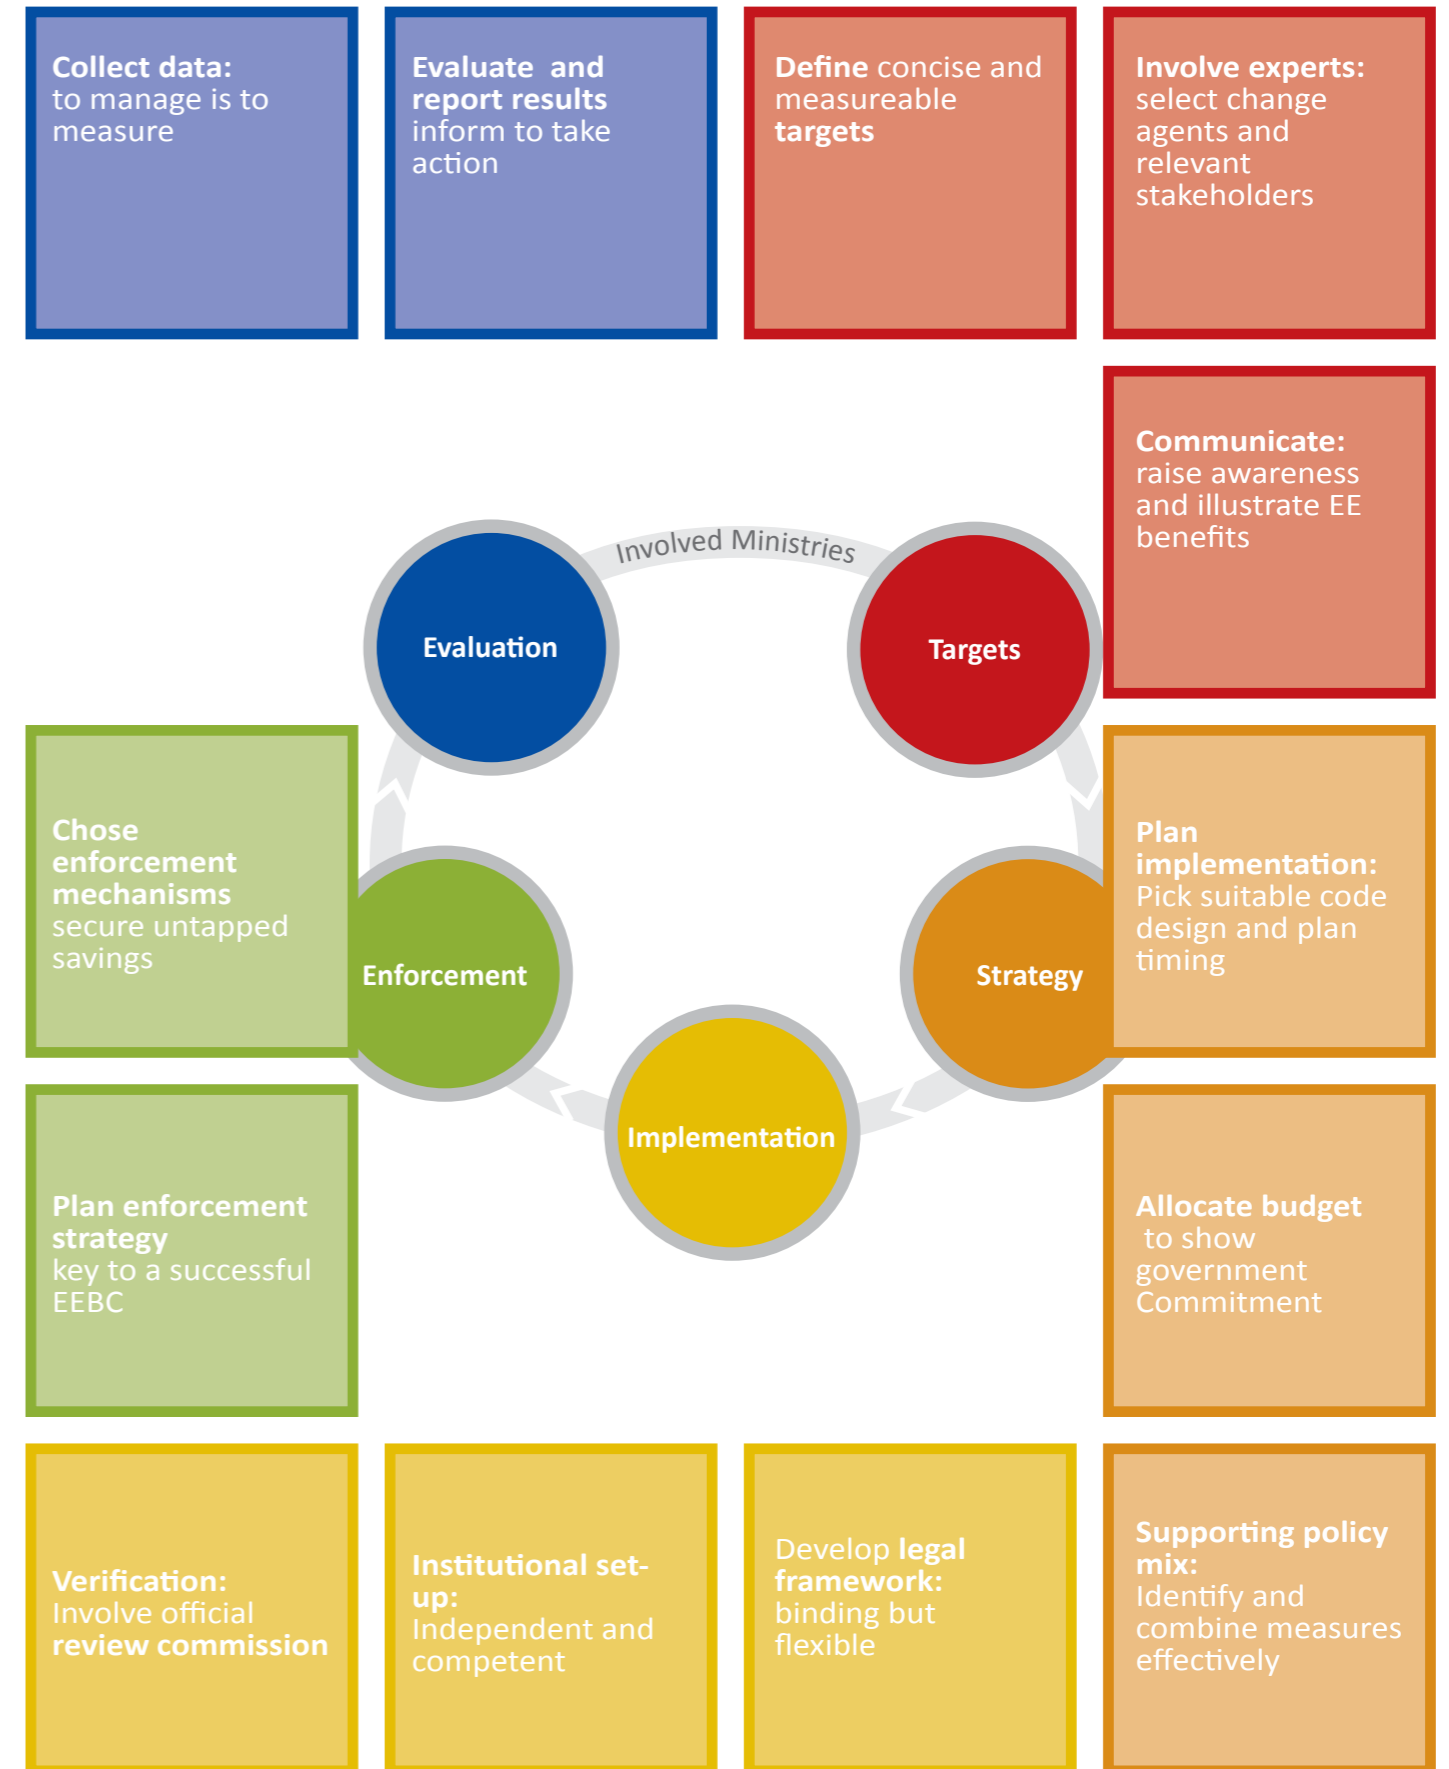 Collect data:
to manage is to
measure
Evaluate and
report results
inform to take
action
Define concise and
measureable
targets
Involve experts:
select change
agents and
relevant
stakeholders
Communicate:
raise awareness
and illustrate EE
benefits
Involved Ministries
Evaluation
Targets
Chose
enforcement
mechanisms
secure untapped
savings
Enforcement
Strategy
Plan
implementation:
Pick suitable code
design and plan
timing
Implementation
Plan enforcement
strategy
key to a successful
EEBC
Allocate budget
to show
government
Commitment
Verification:
Involve official
review commission
Institutional set-
up:
Independent and
competent
Develop legal
framework:
binding but
flexible
Supporting policy
mix:
Identify and
combine measures
effectively